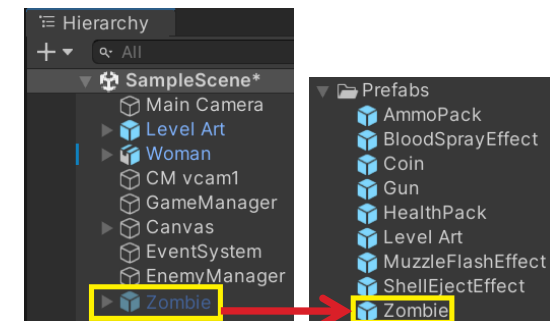 Hierarchy
All
SampleScene*
Main Camera
Level Art
Woman
CM vcam1
GameManager
Canvas
EventSystem
EnemyManager
Zombie
Prefabs
AmmoPack
BloodSprayEffect
Coin
Gun
HealthPack
Level Art
MuzzleFlashEffect
ShellEjectEffect
Zombie